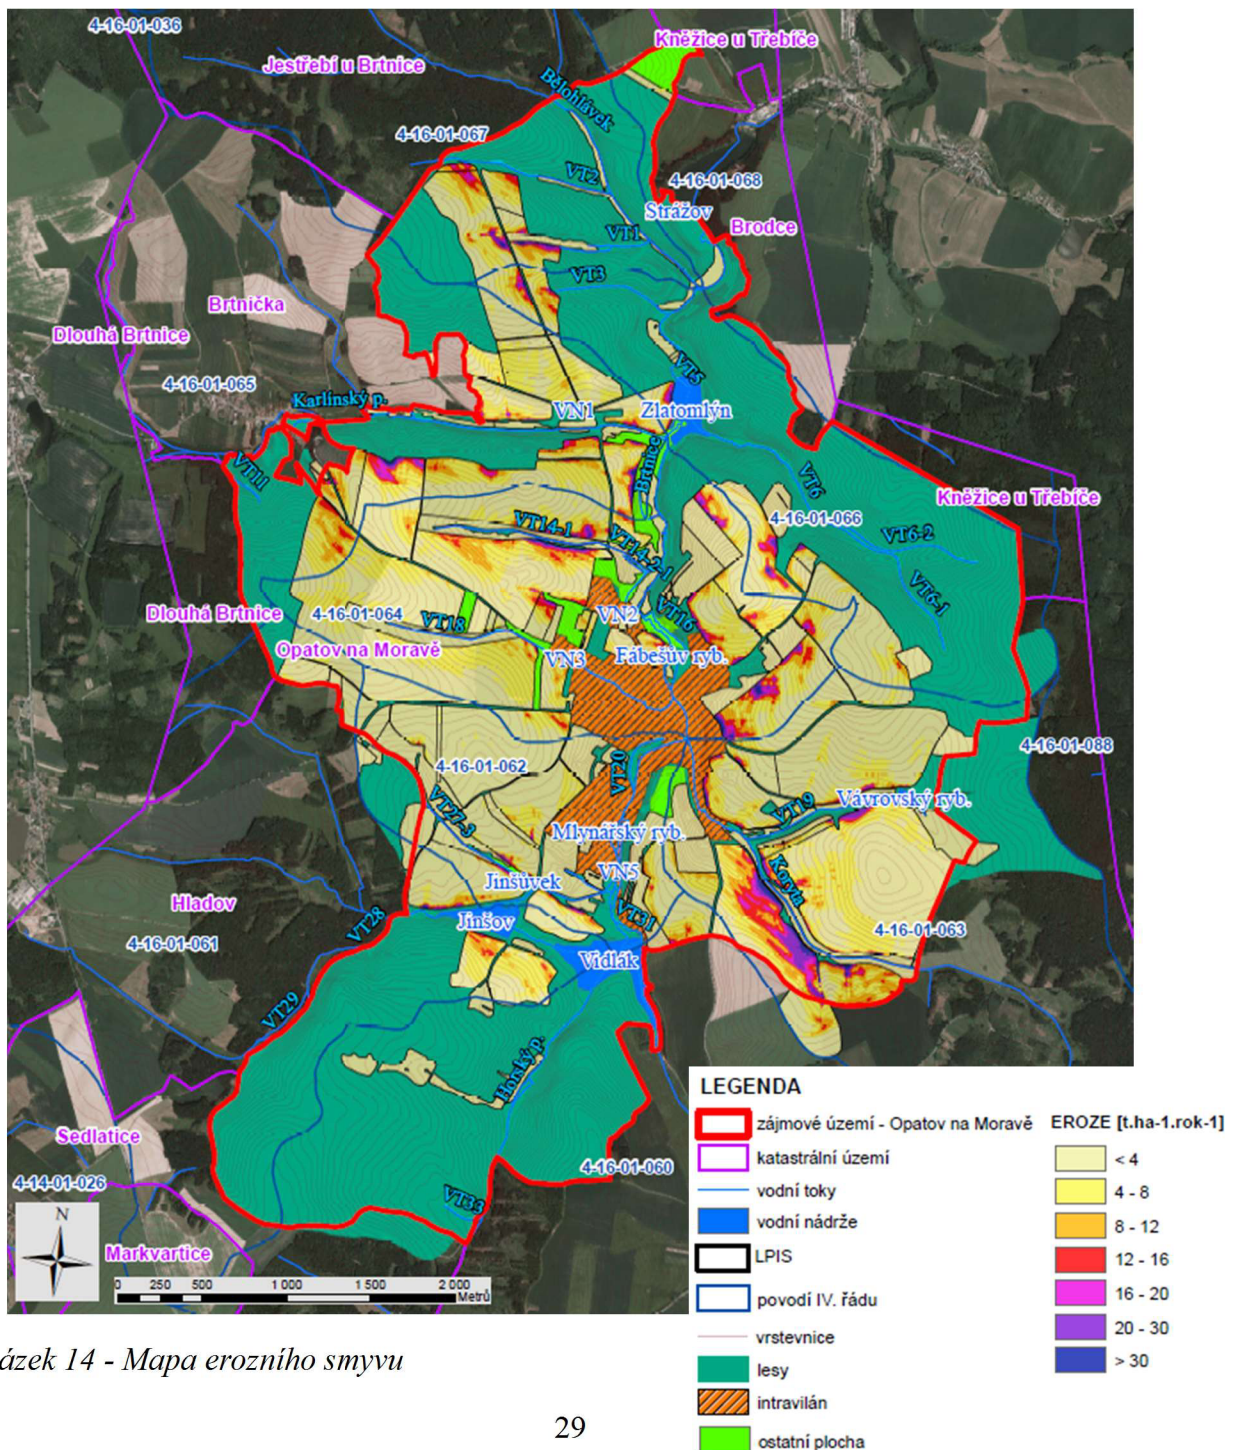 4-16-01-036
Kněžice u Třebíče
Jestřebí u Brtnice
Bělohlávek
4-16-01-067
VT2
4-16-01-068
Strážov
Brodce
VT1
VT3
Brtnička
Dlouhá Brtnice
VT5
4-16-01-065
Karlínský p.
VN1
Zlatomlýn
VT11
Brtnice
VT6
Kněžice u Třebíče
4-16-01-066
VT14-1
VT6-2
VT14-2-1
VT6-1
Dlouhá Brtnice
4-16-01-064
VT18
VN2
VT16
Opatov na Moravě
VN3
Fábešův ryb.
4-16-01-088
4-16-01-062
VT20
VT27-3
VT19
Vávrovský ryb.
Mlynářský ryb.
Jinšůvek
VN5
Koryta
Hladov
VT28
Jinšov
VT31
4-16-01-063
4-16-01-061
Vidlák
VT29
Horský p.
Sedlatice
4-16-01-060
4-14-01-026
VT33
Markvartice
N
0 250 500 1 000 1 500 2 000
Metrů
LEGENDA
zájmové území - Opatov na Moravě
katastrální území
vodní toky
vodní nádrže
LPIS
povodí IV. řádu
vrstevnice
lesy
intravilán
ostatní plocha
EROZE [t.ha-1.rok-1]
< 4
4 - 8
8 - 12
12 - 16
16 - 20
20 - 30
> 30
ázek 14 - Mapa erozního smyvu
29